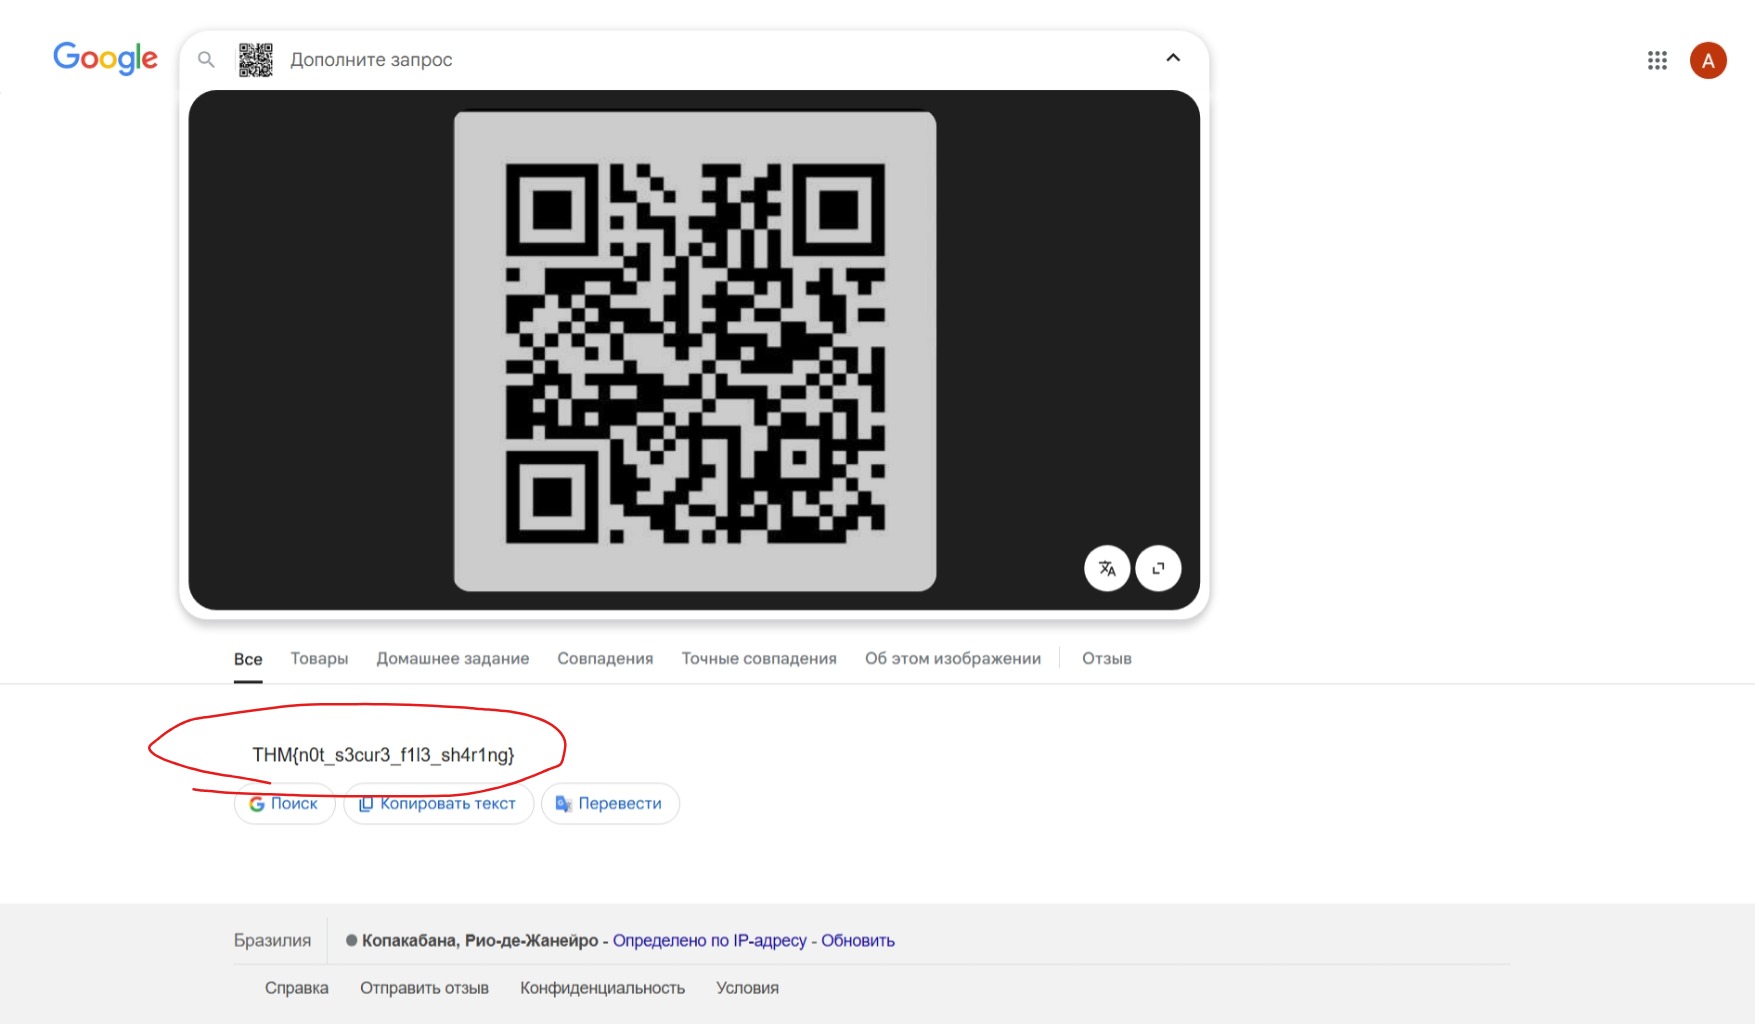 Google
Дополните запрос
A
Все Товары Домашнее задание Совпадения Точные совпадения Об этом изображении Отзыв
THM{n0t_s3cur3_f1l3_sh4r1ng}
Поиск Копировать текст Перевести
Бразилия Копакабана, Рио-де-Жанейро - Определено по IP-адресу - Обновить
Справка Отправить отзыв Конфиденциальность Условия